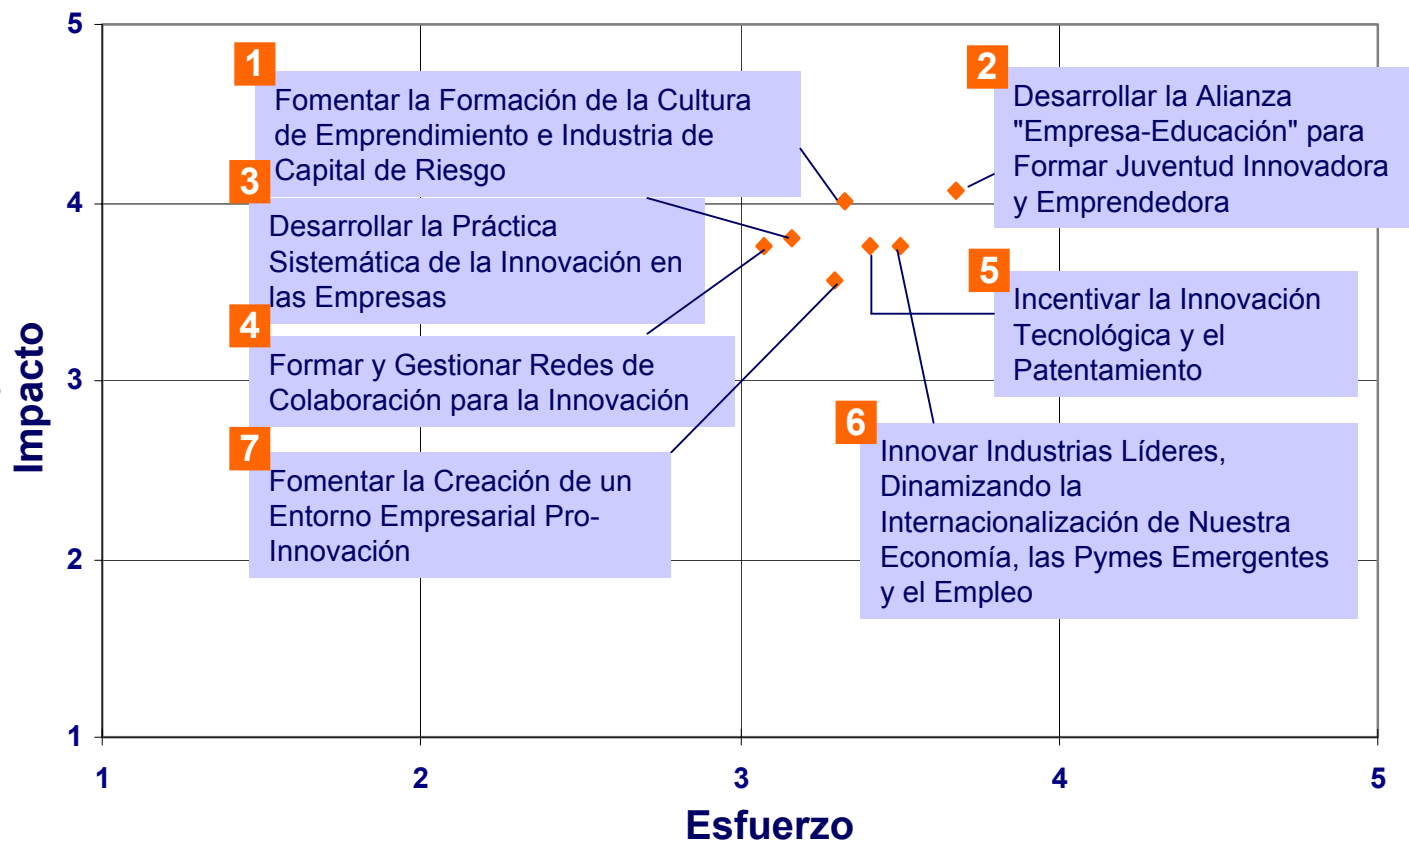 5
1
Fomentar la Formación de la Cultura
de Emprendimiento e Industria de
Capital de Riesgo
2
Desarrollar la Alianza
"Empresa-Educación" para
Formar Juventud Innovadora
y Emprendedora
3
Desarrollar la Práctica
Sistemática de la Innovación en
las Empresas
4
4
Formar y Gestionar Redes de
Colaboración para la Innovación
5
Incentivar la Innovación
Tecnológica y el
Patentamiento
3
Impacto
7
Fomentar la Creación de un
Entorno Empresarial Pro-
Innovación
6
Innovar Industrias Líderes,
Dinamizando la
Internacionalización de Nuestra
Economía, las Pymes Emergentes
y el Empleo
2
1
1 2 3 4 5
Esfuerzo